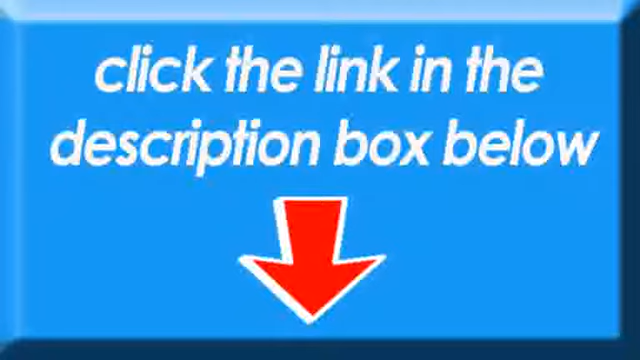 click the link in the
description box below